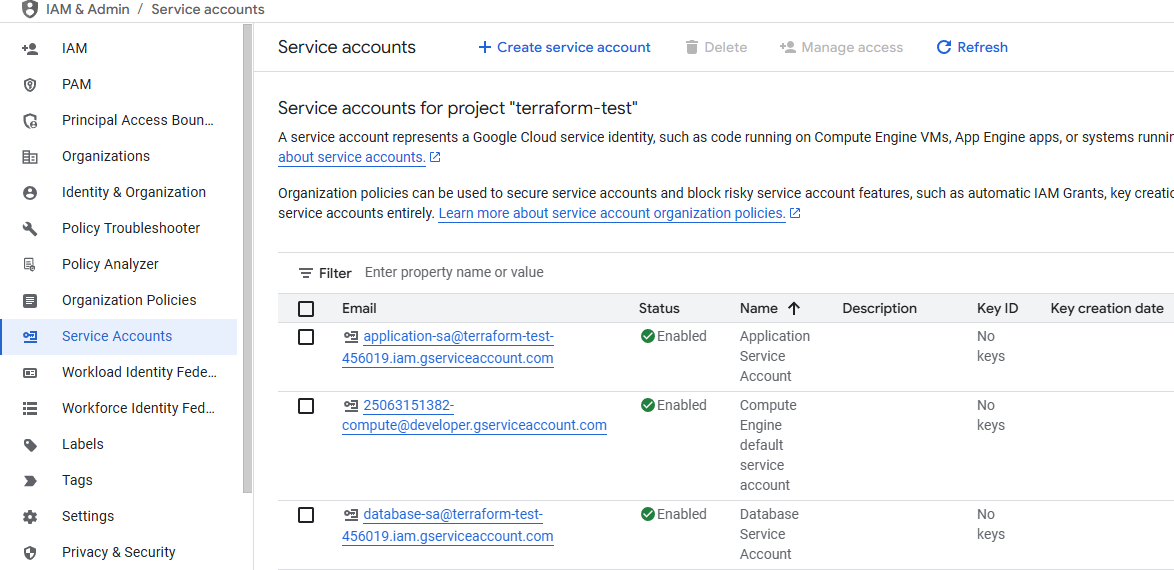 IAM & Admin / Service accounts
IAM
PAM
Principal Access Boun...
Organizations
Identity & Organization
Policy Troubleshooter
Policy Analyzer
Organization Policies
Service Accounts
Workload Identity Fede...
Workforce Identity Fed...
Labels
Tags
Settings
Privacy & Security
Service accounts
Create service account
Delete
Manage access
Refresh
Service accounts for project "terraform-test"
A service account represents a Google Cloud service identity, such as code running on Compute Engine VMs, App Engine apps, or systems runnin
about service accounts.
Organization policies can be used to secure service accounts and block risky service account features, such as automatic IAM Grants, key creatio
service accounts entirely. Learn more about service account organization policies.
Filter Enter property name or value
Email Status Name Description Key ID Key creation date
application-sa@terraform-test- Enabled Application No
456019.iam.gserviceaccount.com Service keys
Account
25063151382- Enabled Compute No
compute@developer.gserviceaccount.com Engine keys
default
service
account
database-sa@terraform-test- Enabled Database No
456019.iam.gserviceaccount.com Service keys
Account